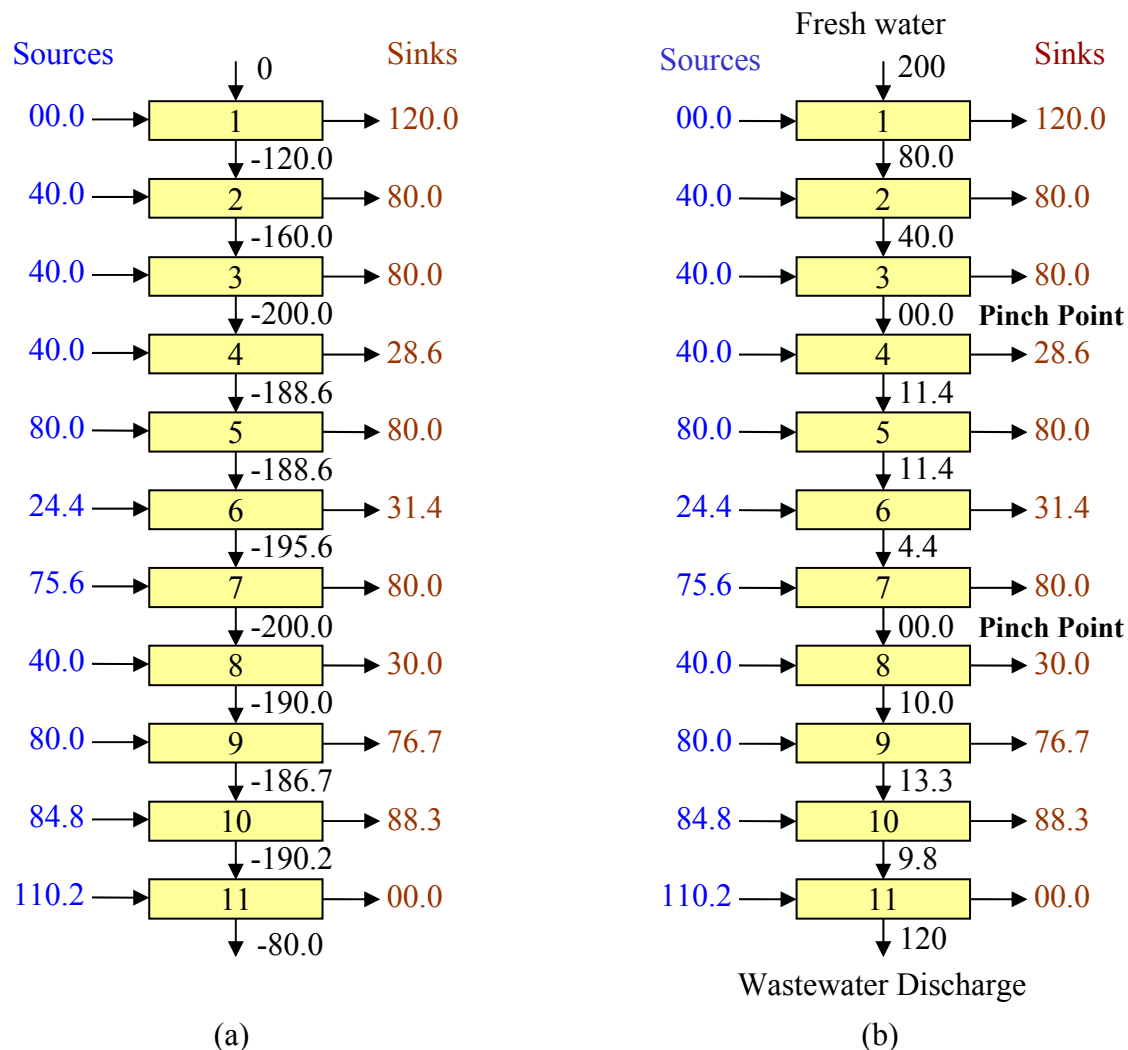 Sources Sinks
0
00.0 1 120.0
-120.0
40.0 2 80.0
-160.0
40.0 3 80.0
-200.0
40.0 4 28.6
-188.6
80.0 5 80.0
-188.6
24.4 6 31.4
-195.6
75.6 7 80.0
-200.0
40.0 8 30.0
-190.0
80.0 9 76.7
-186.7
84.8 10 88.3
-190.2
110.2 11 00.0
-80.0
(a)
Fresh water
Sources Sinks
200
00.0 1 120.0
80.0
40.0 2 80.0
40.0
40.0 3 80.0
00.0 Pinch Point
40.0 4 28.6
11.4
80.0 5 80.0
11.4
24.4 6 31.4
4.4
75.6 7 80.0
00.0 Pinch Point
40.0 8 30.0
10.0
80.0 9 76.7
13.3
84.8 10 88.3
9.8
110.2 11 00.0
120
Wastewater Discharge
(b)